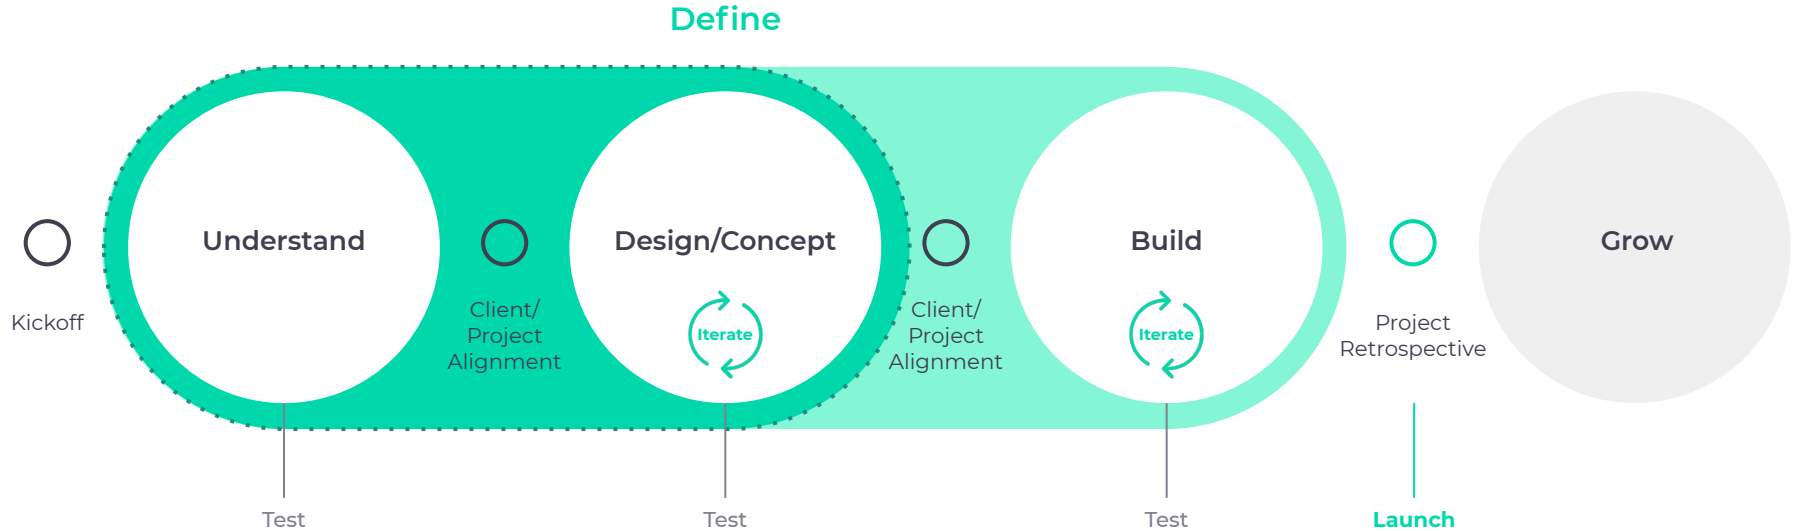 Define
Understand
Design/Concept
Build
Grow
Kickoff
Client/
Project
Alignment
Iterate
Client/
Project
Alignment
Iterate
Project
Retrospective
Test
Test
Test
Launch